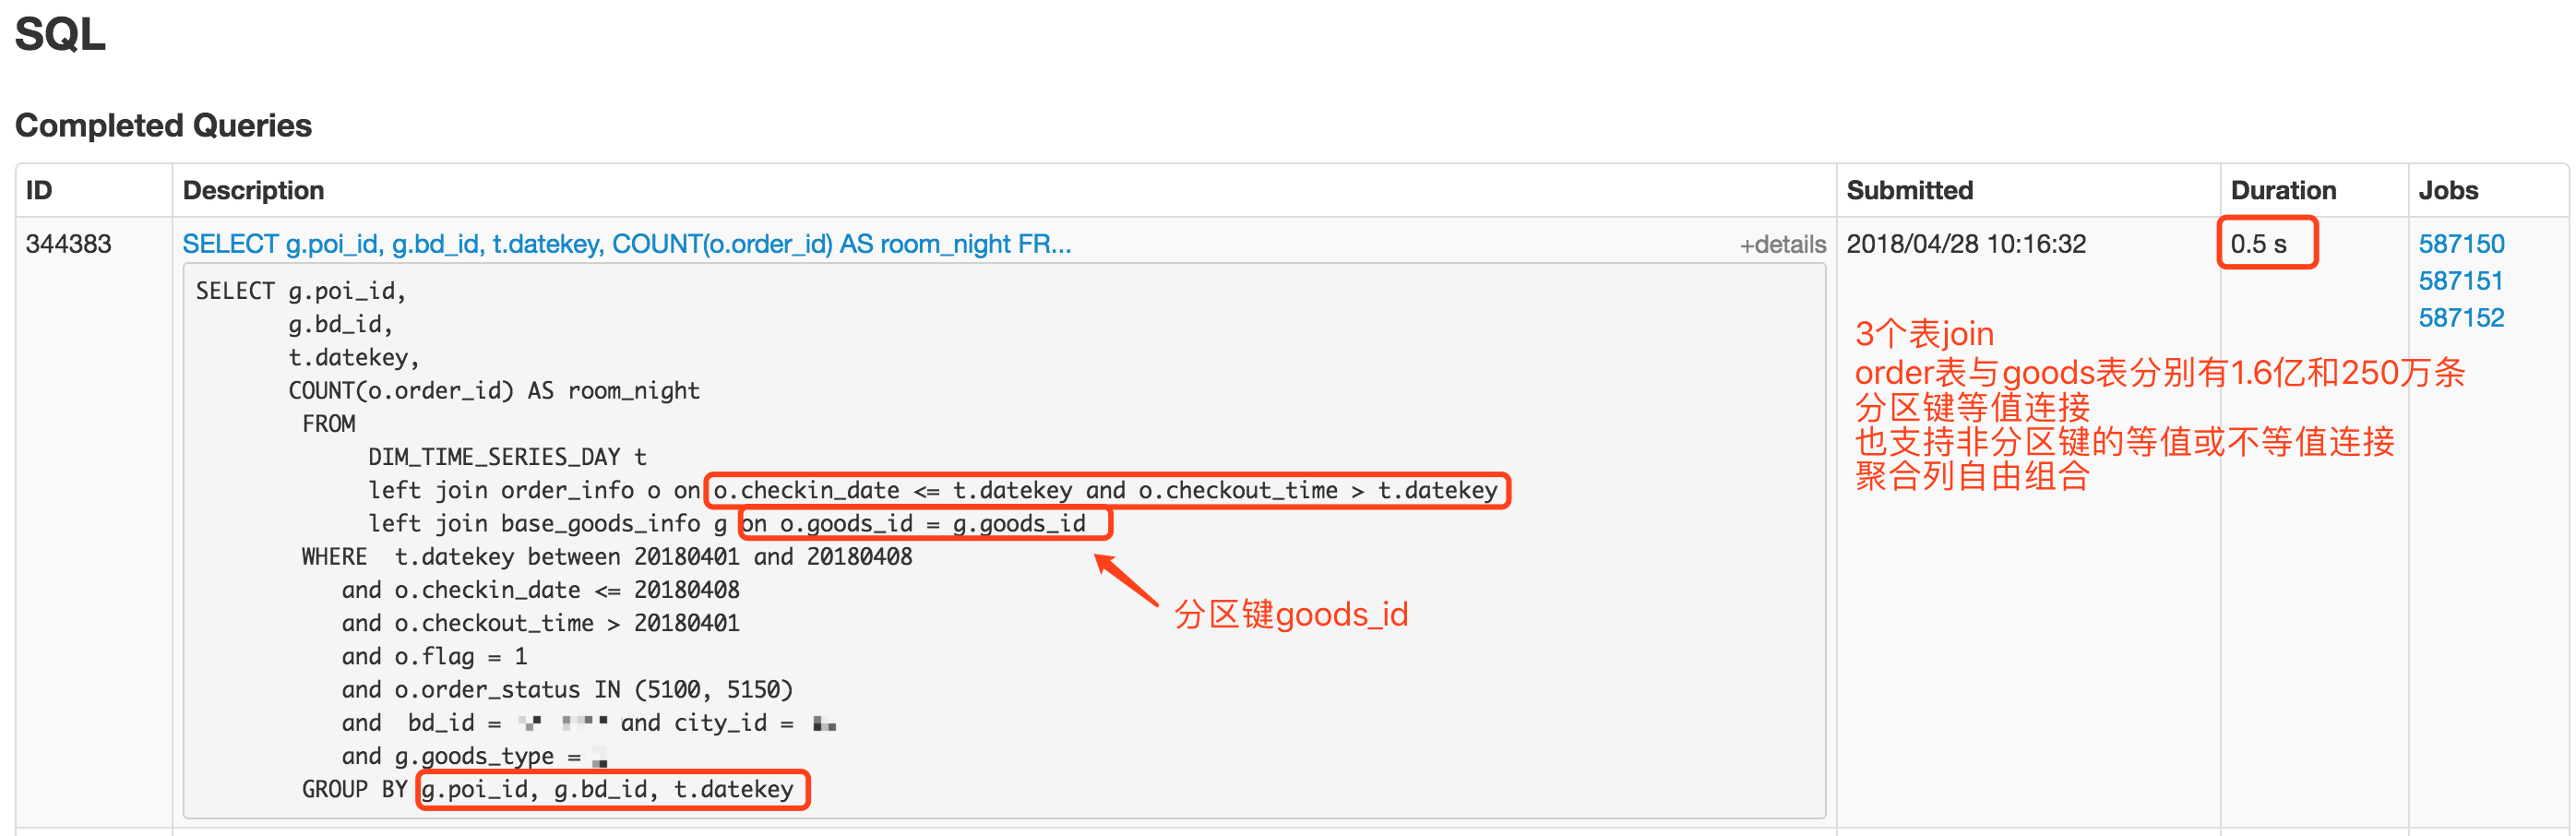 SQL
Completed Queries
ID Description Submitted Duration Jobs
344383 SELECT g.poi_id, g.bd_id, t.datekey, COUNT(o.order_id) AS room_night FR... +details 2018/04/28 10:16:32 0.5 s 587150
587151
587152
SELECT g.poi_id,
g.bd_id,
t.datekey,
COUNT(o.order_id) AS room_night
FROM
DIM_TIME_SERIES_DAY t
left join order_info o on o.checkin_date <= t.datekey and o.checkout_time > t.datekey
left join base_goods_info g on o.goods_id = g.goods_id
WHERE t.datekey between 20180401 and 20180408
and o.checkin_date <= 20180408
and o.checkout_time > 20180401
and o.flag = 1
and o.order_status IN (5100, 5150)
and bd_id = and city_id =
and g.goods_type =
GROUP BY g.poi_id, g.bd_id, t.datekey
3个表join
order表与goods表分别有1.6亿和250万条
分区键等值连接
也支持非分区键的等值或不等值连接
聚合列自由组合
分区键goods_id